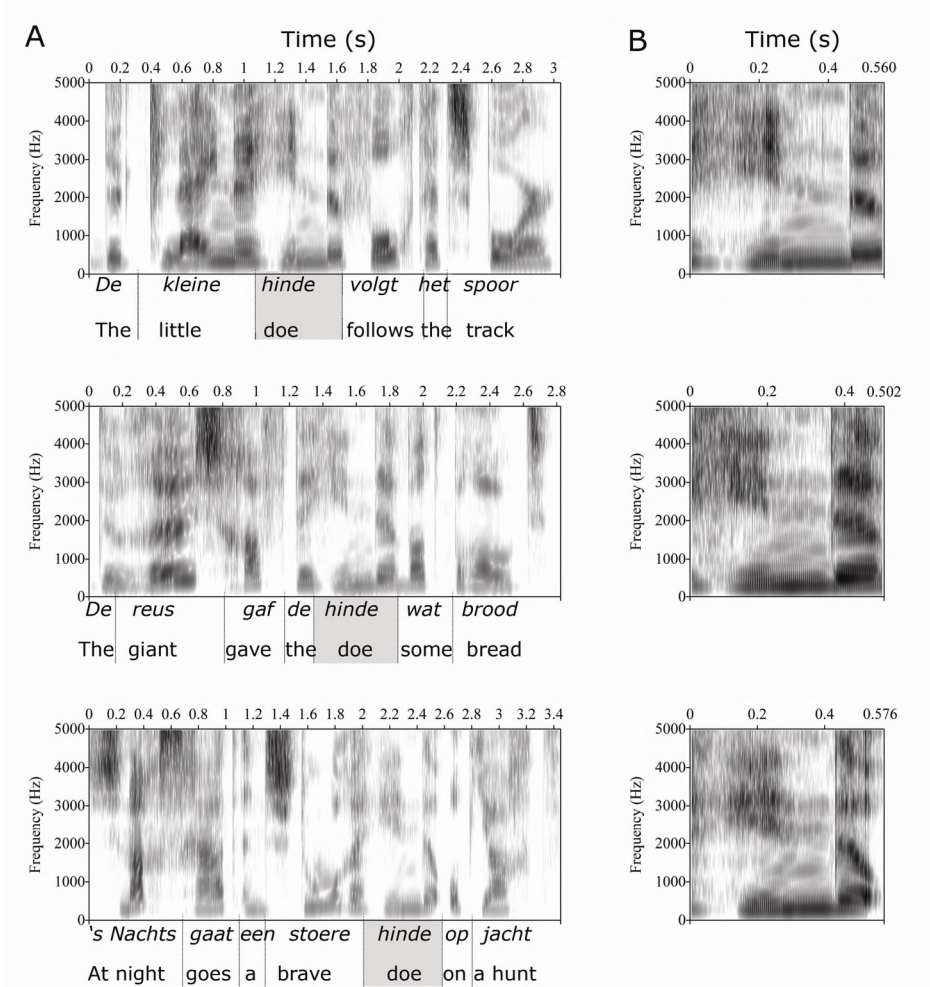 A
B
Time (s)
Time (s)
0 0.2 0.4 0.6 0.8 1 1.2 1.4 1.6 1.8 2 2.2 2.4 2.6 2.8 3
0 0.2 0.4 0.560
Frequency (Hz)
5000
4000
3000
2000
1000
0
Frequency (Hz)
5000
4000
3000
2000
1000
0
De kleine hinde volgt het spoor
The little doe follows the track
0 0.2 0.4 0.6 0.8 1 1.2 1.4 1.6 1.8 2 2.2 2.4 2.6 2.8
0 0.2 0.4 0.502
Frequency (Hz)
5000
4000
3000
2000
1000
0
Frequency (Hz)
5000
4000
3000
2000
1000
0
De reus gaf de hinde wat brood
The giant gave the doe some bread
0 0.2 0.4 0.6 0.8 1 1.2 1.4 1.6 1.8 2 2.2 2.4 2.6 2.8 3 3.2 3.4
0 0.2 0.4 0.576
Frequency (Hz)
5000
4000
3000
2000
1000
0
Frequency (Hz)
5000
4000
3000
2000
1000
0
's Nachts gaat een stoere hinde op jacht
At night goes a brave doe on a hunt